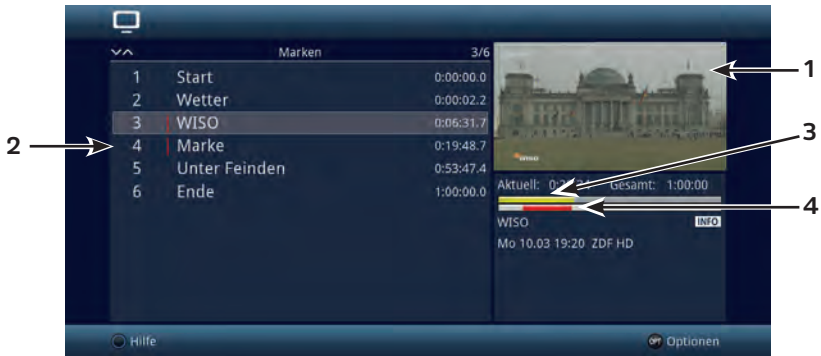 Marken 3/6
1 Start 0:00:00.0
2 Wetter 0:00:02.2
3 WISO 0:06:31.7
4 Marke 0:19:48.7
5 Unter Feinden 0:53:47.4
6 Ende 1:00:00.0
Aktuell: Gesamt: 1:00:00
WISO INFO
Mo 10.03 19:20 ZDF HD
Hilfe
OPT Optionen
1
2
3
4